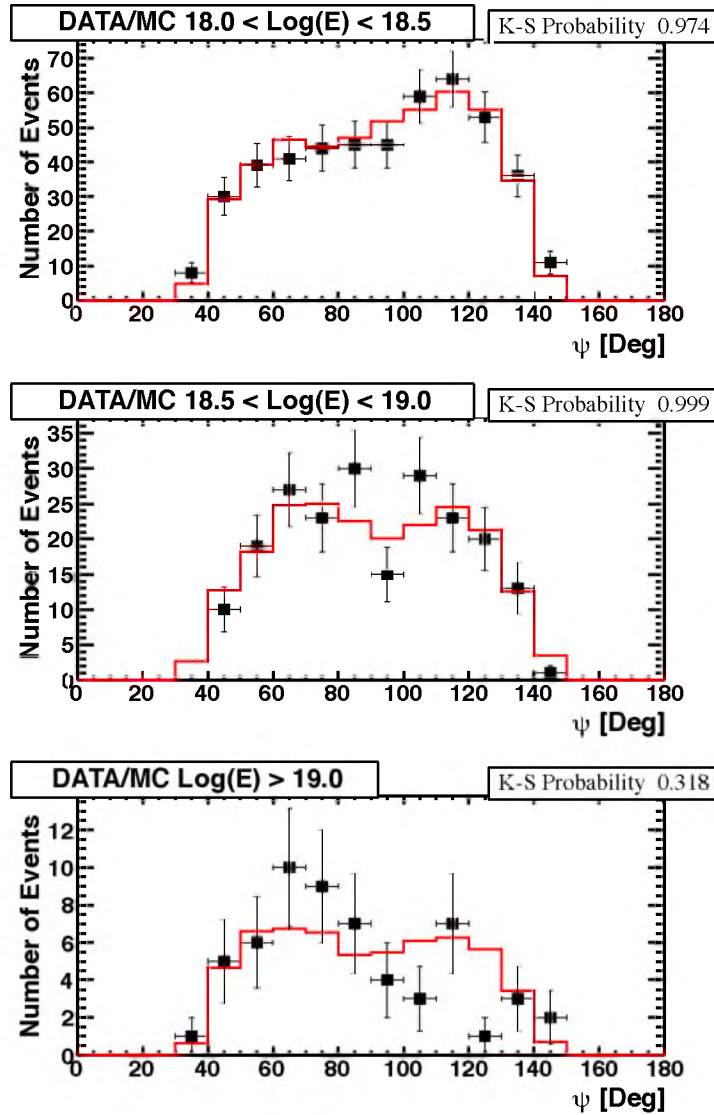 DATA/MC 18.0 < Log(E) < 18.5
K-S Probability 0.974
Number of Events
70
60
50
40
30
20
10
0
0 20 40 60 80 100 120 140 160 180
ψ [Deg]
DATA/MC 18.5 < Log(E) < 19.0
K-S Probability 0.999
Number of Events
35
30
25
20
15
10
5
0
0 20 40 60 80 100 120 140 160 180
ψ [Deg]
DATA/MC Log(E) > 19.0
K-S Probability 0.318
Number of Events
12
10
8
6
4
2
0
0 20 40 60 80 100 120 140 160 180
ψ [Deg]